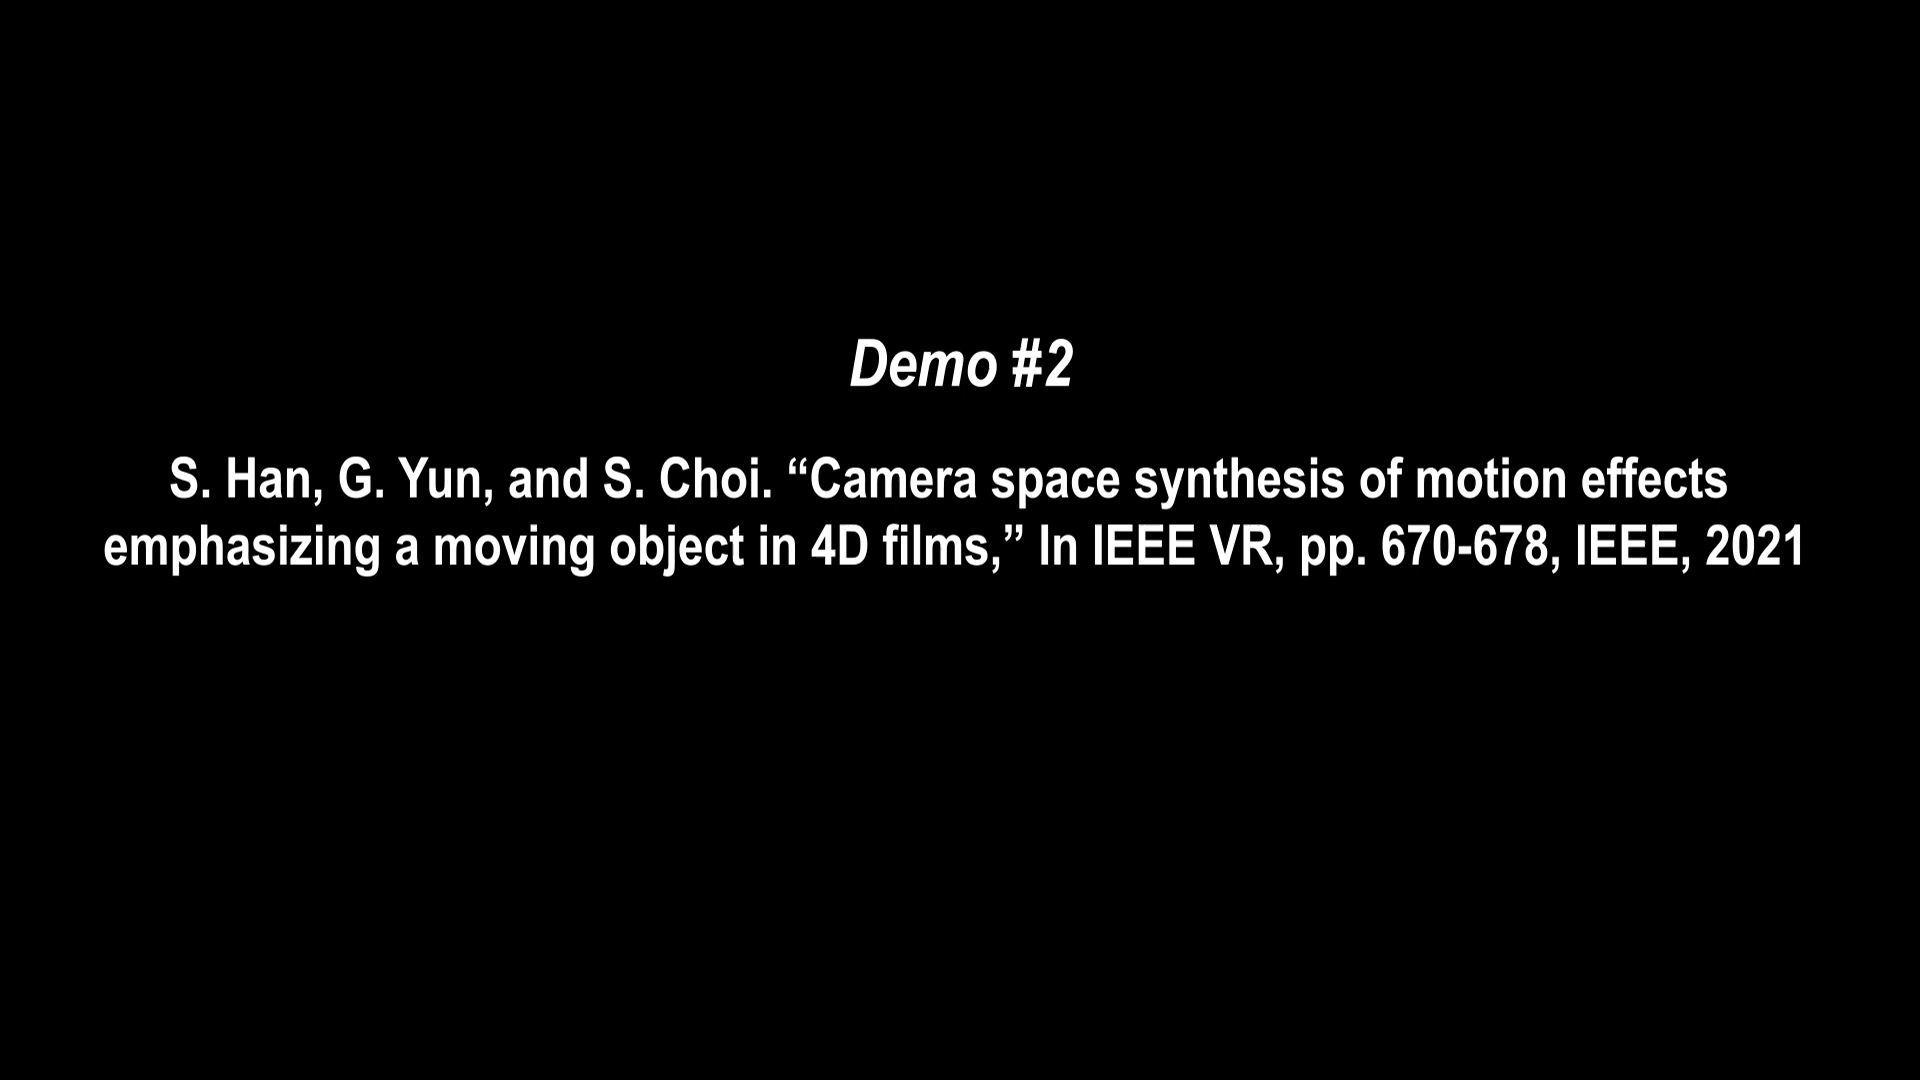 Demo #2
S. Han, G. Yun, and S. Choi. “Camera space synthesis of motion effects
emphasizing a moving object in 4D films,” In IEEE VR, pp. 670-678, IEEE, 2021